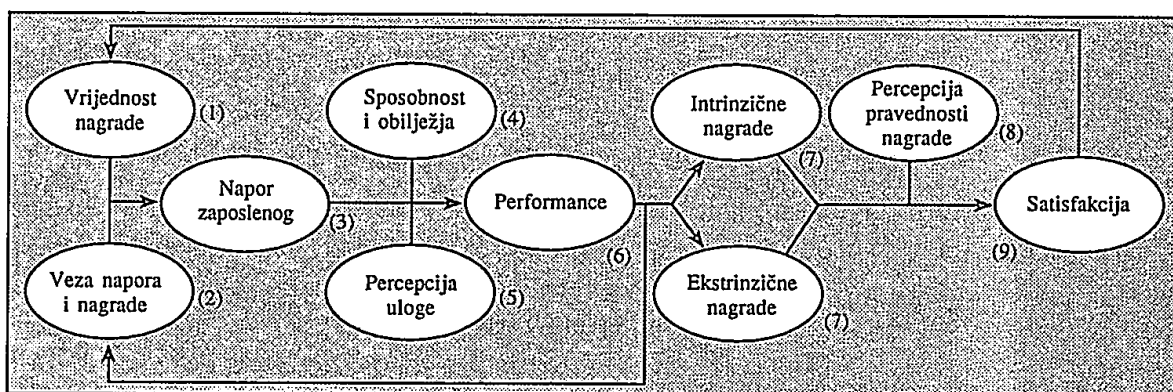 Vrijednost
nagrade
(1)
Veza napora
i nagrade
(2)
Napor
zaposlenog
(3)
Sposobnost
i obilježja
(4)
Percepcija
uloge
(5)
Performance
(6)
Intrinzične
nagrade
(7)
Ekstrinzične
nagrade
(7)
Percepcija
pravednosti
nagrade
(8)
Satisfakcija
(9)